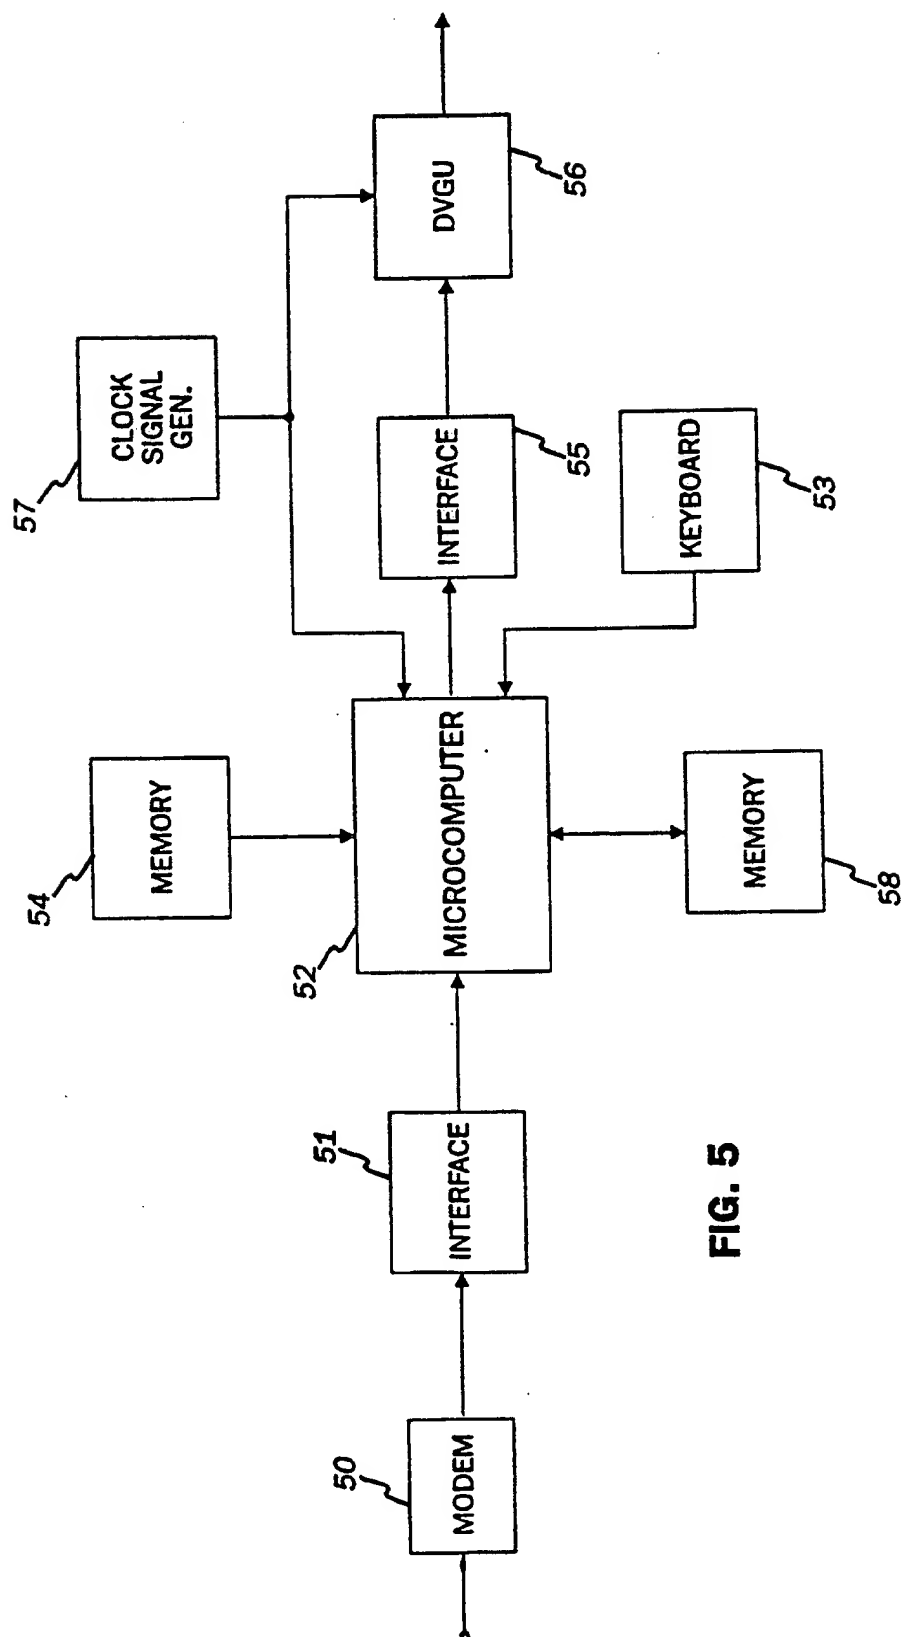 57
CLOCK
SIGNAL
GEN.
54
MEMORY
50
MODEM
51
INTERFACE
52
MICROCOMPUTER
INTERFACE
55
DVGU
56
KEYBOARD
53
MEMORY
58
FIG. 5